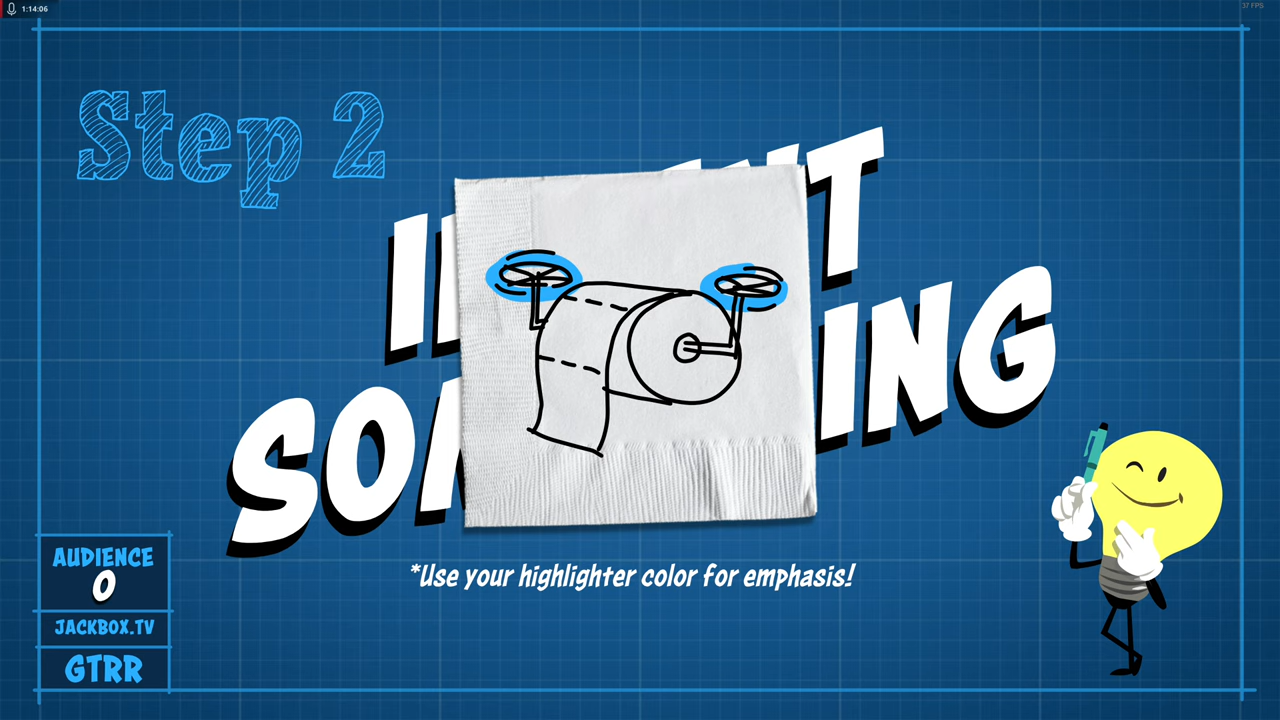 1:14:06
37 FPS
Step 2
SO
ING
*Use your highlighter color for emphasis!
AUDIENCE
0
JACKBOX.TV
GTRR